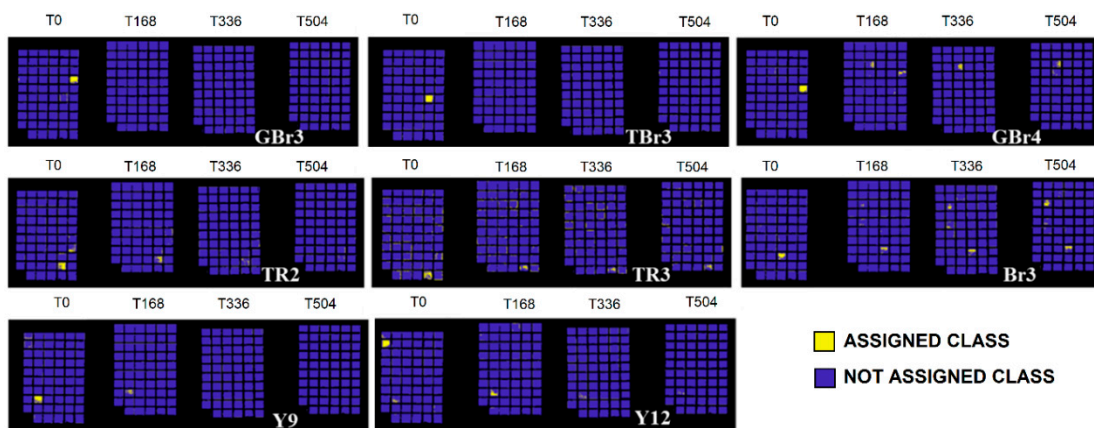 T0 T168 T336 T504 T0 T168 T336 T504 T0 T168 T336 T504
GBr3 TBr3 GBr4
T0 T168 T336 T504 T0 T168 T336 T504 T0 T168 T336 T504
TR2 TR3 Br3
T0 T168 T336 T504 T0 T168 T336 T504
ASSIGNED CLASS
NOT ASSIGNED CLASS
Y9 Y12